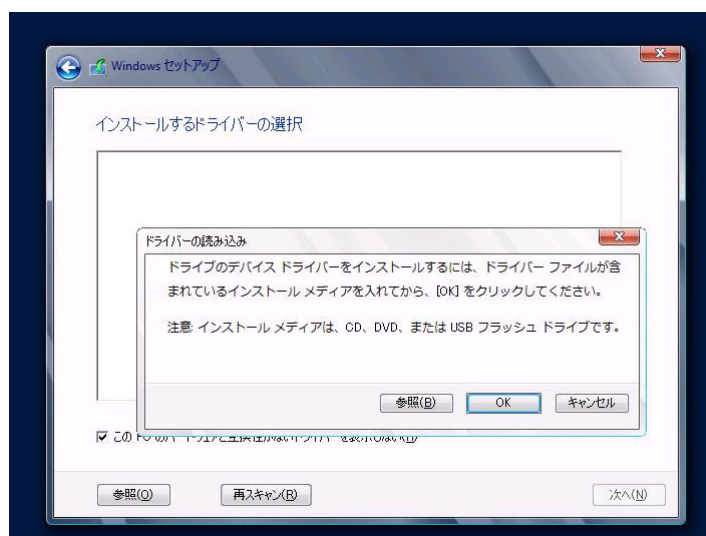 Windows セットアップ
インストールするドライバーの選択
ドライバーの読み込み
ドライブのデバイス ドライバーをインストールするには、ドライバー ファイルが含
まれているインストール メディアを入れてから、[OK] をクリックしてください。
注意: インストール メディアは、CD、DVD、または USB フラッシュ ドライブです。
参照(B) OK キャンセル
この
参照(O) 再スキャン(R) 次へ(N)